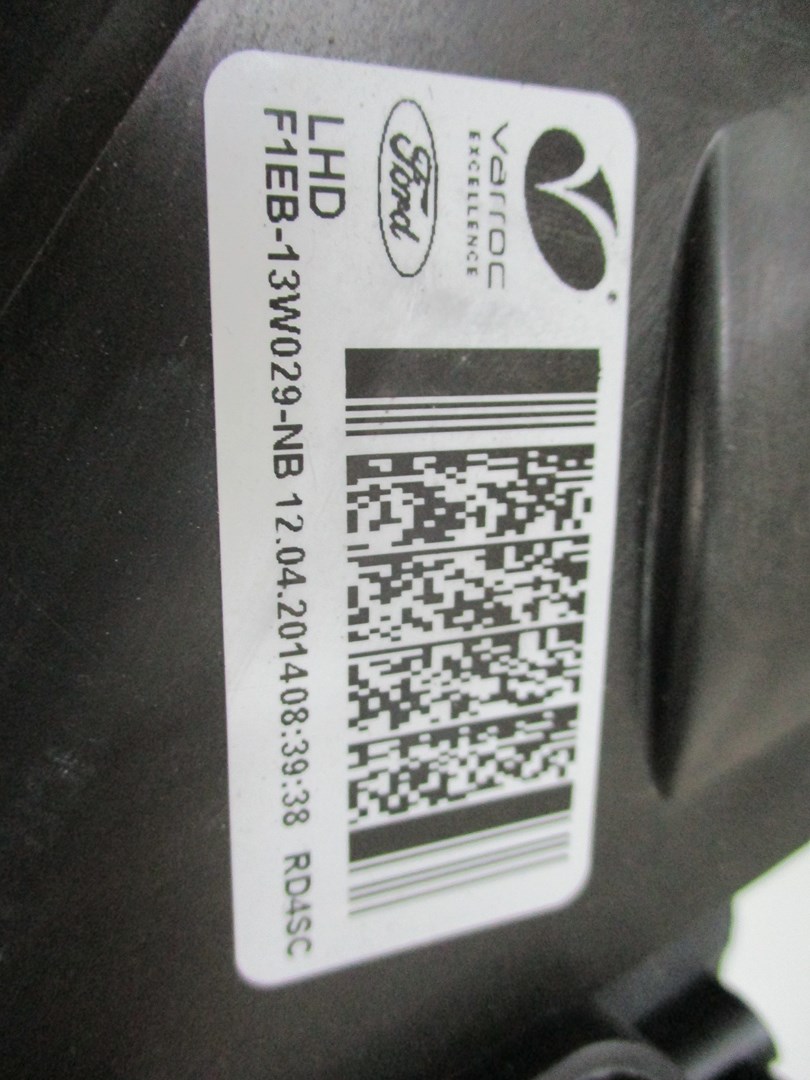 varroc
EXCELLENCE
Ford
LHD
F1EB-13W029-NB 12.04.2014 08:39:38 RD4SC